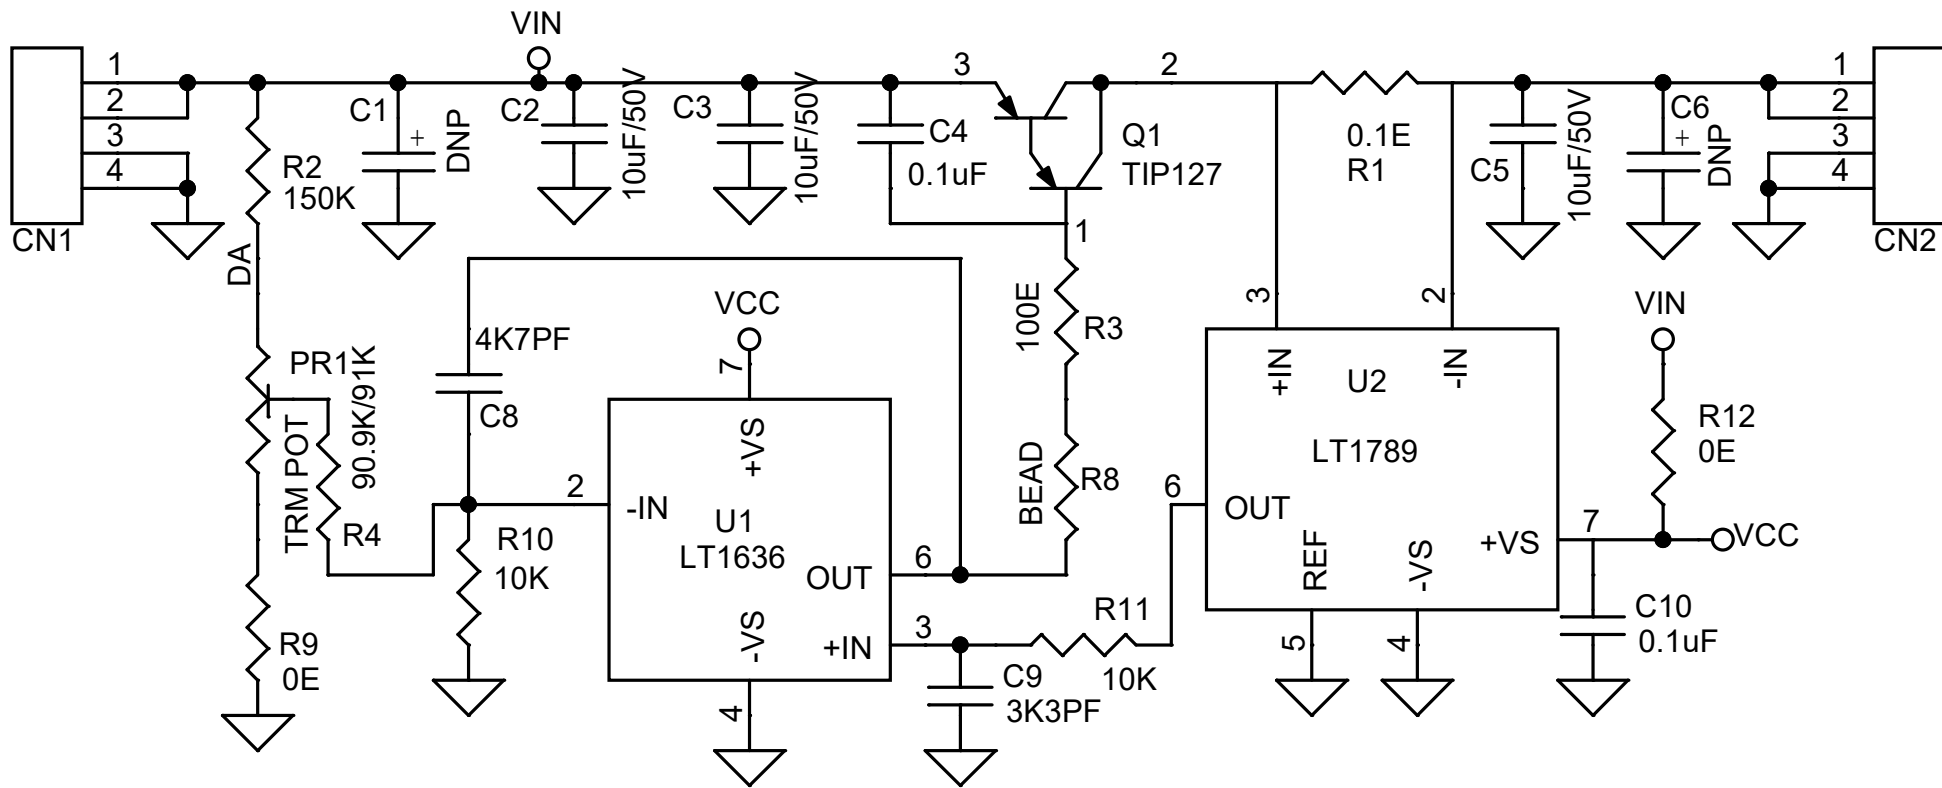 VIN
CN1
1
2
3
4
R2
150K
DA
C1
+
DNP
C2
10uF/50V
C3
10uF/50V
C4
0.1uF
3
2
1
Q1
TIP127
0.1E
R1
C5
10uF/50V
C6
+
DNP
1
2
3
4
CN2
PR1
TRM POT
90.9K/91K
R4
R9
0E
4K7PF
C8
R10
10K
VCC
7
+VS
2
-IN
U1
LT1636
OUT
6
+IN
3
-VS
4
100E
R3
BEAD
R8
R11
10K
C9
3K3PF
3
2
+IN
-IN
U2
LT1789
6
OUT
REF
5
-VS
4
+VS
7
VIN
R12
0E
VCC
C10
0.1uF